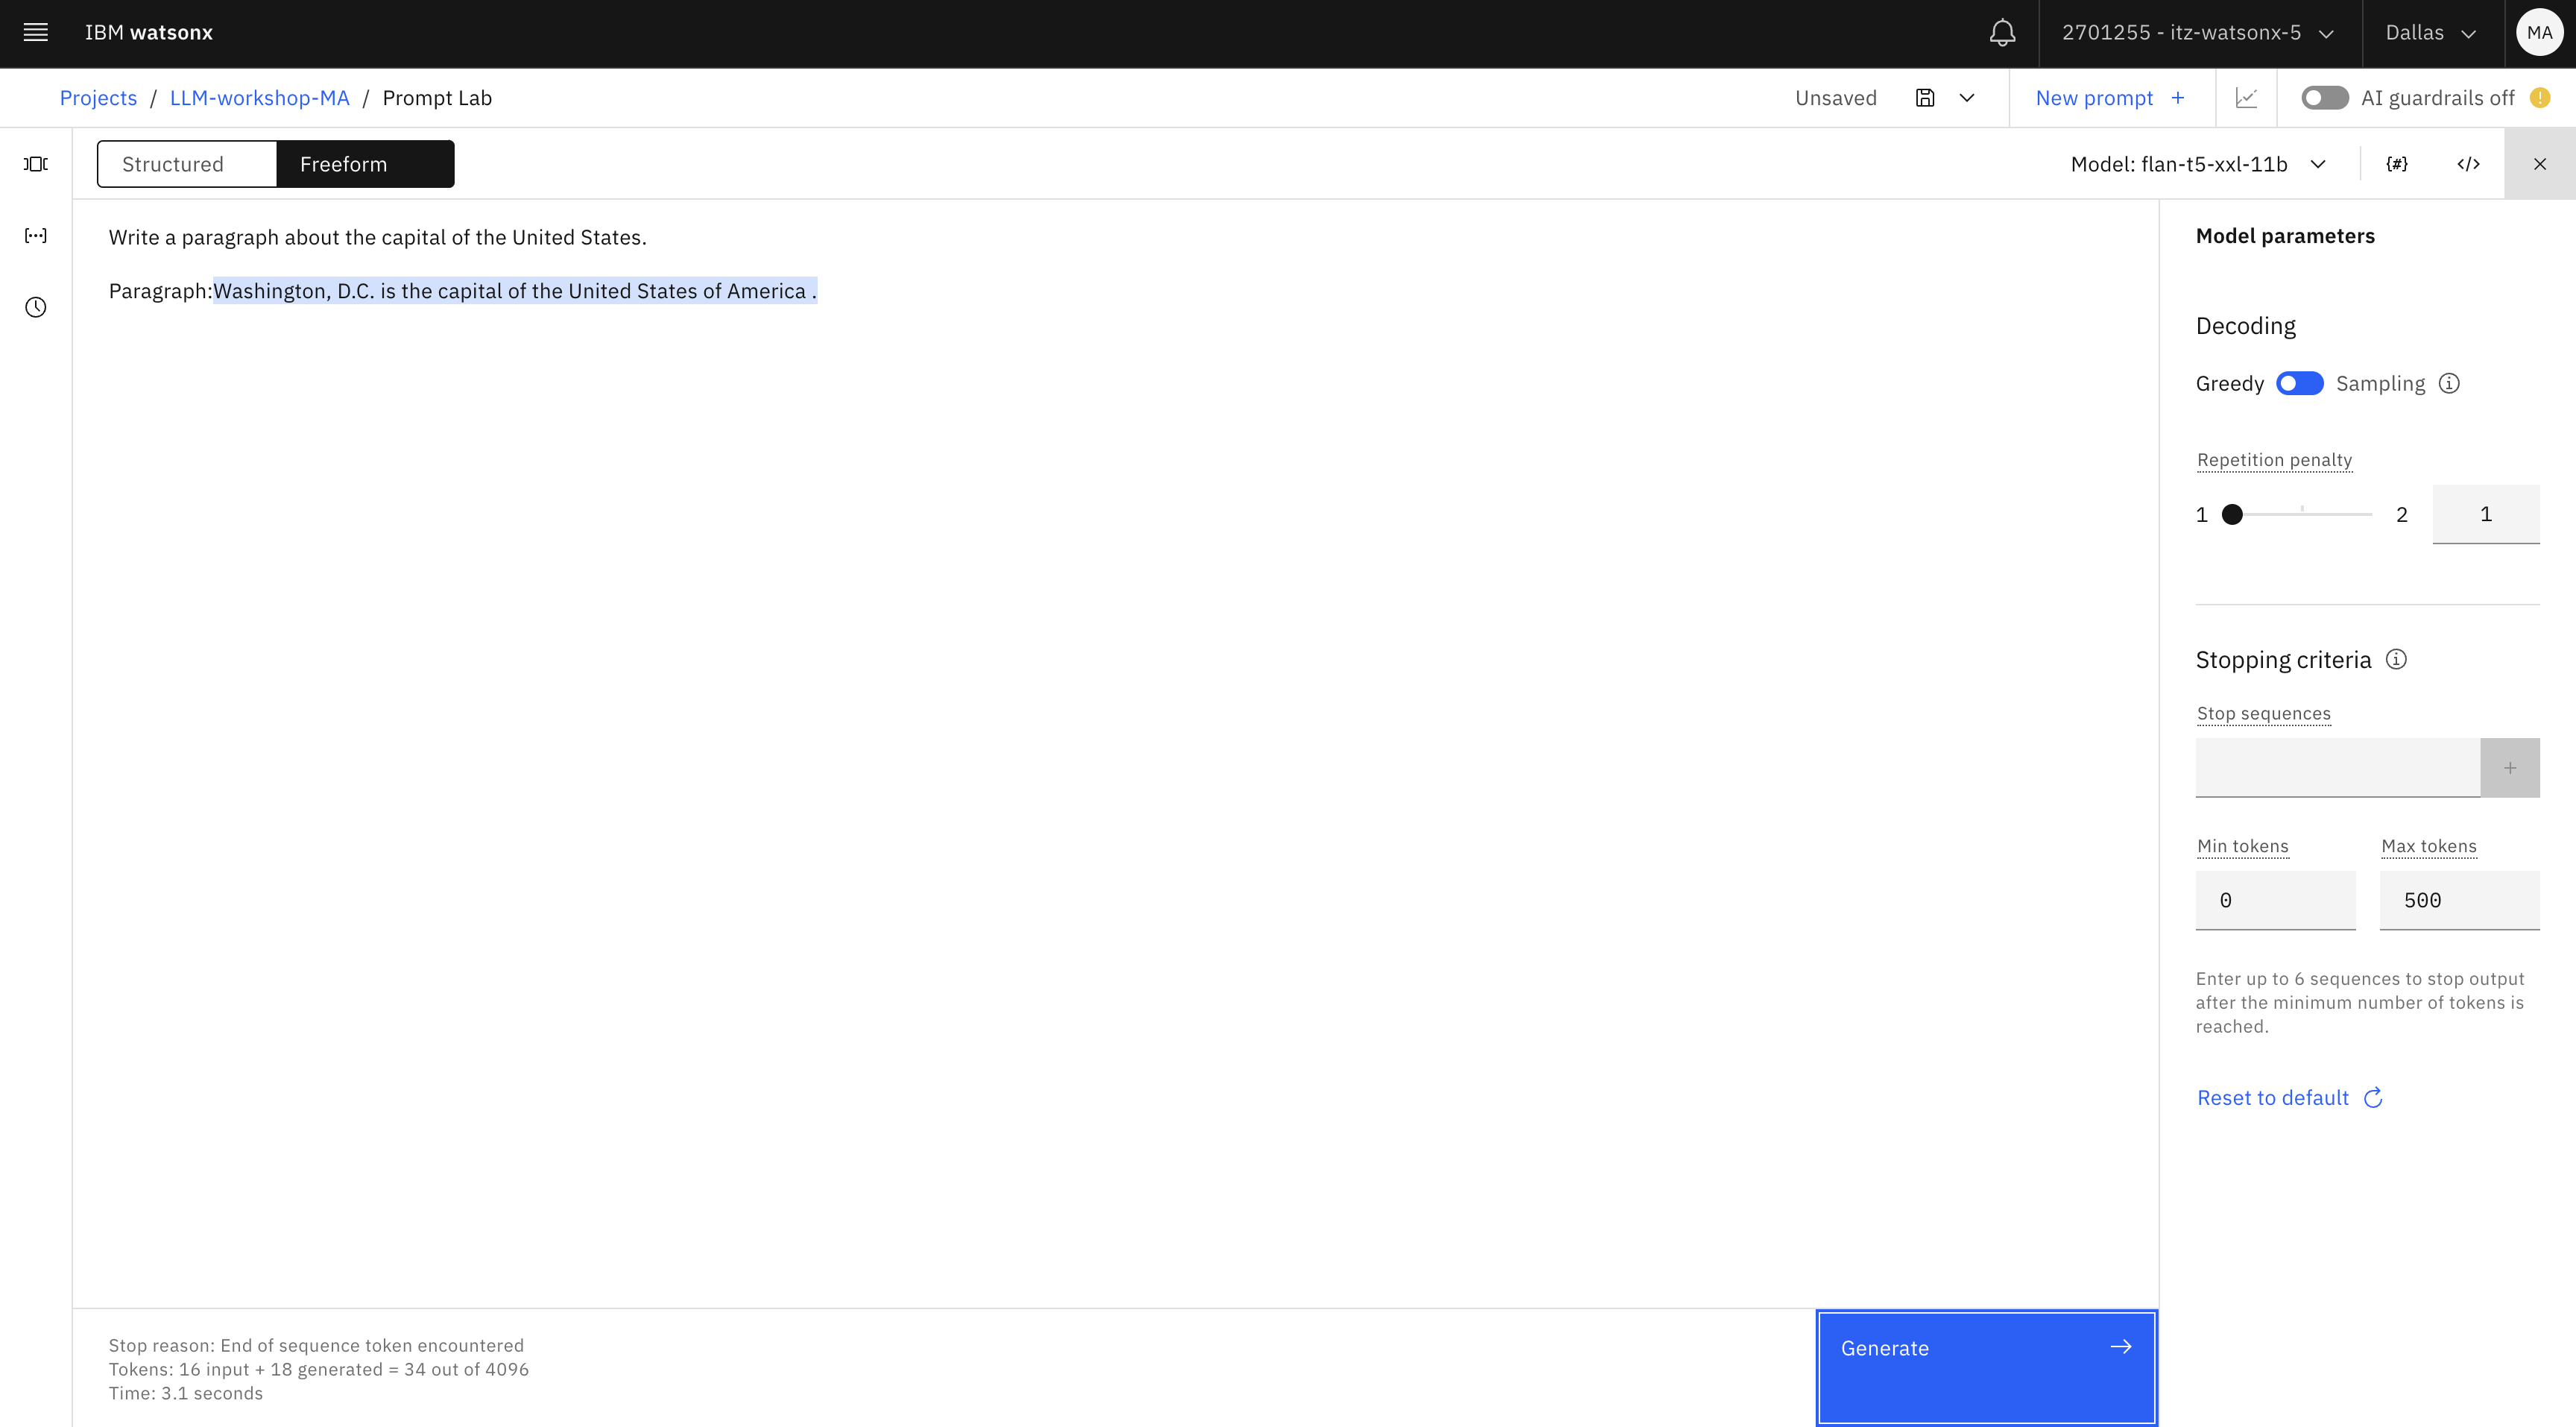 IBM watsonx
2701255 - itz-watsonx-5
Dallas
MA
Projects / LLM-workshop-MA / Prompt Lab
Unsaved
New prompt +
AI guardrails off
Structured
Freeform
Model: flan-t5-xxl-11b
{#}
</>
Write a paragraph about the capital of the United States.
Paragraph:Washington, D.C. is the capital of the United States of America .
Model parameters
Decoding
Greedy
Sampling
Repetition penalty
1
2
1
Stopping criteria
Stop sequences
Min tokens
Max tokens
0
500
Enter up to 6 sequences to stop output
after the minimum number of tokens is
reached.
Reset to default
Stop reason: End of sequence token encountered
Tokens: 16 input + 18 generated = 34 out of 4096
Time: 3.1 seconds
Generate